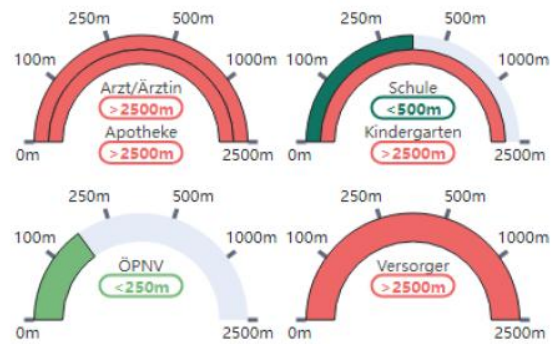 250m 500m
100m 1000m
Arzt/Ärztin
>2500m
Apotheke
>2500m
0m 2500m
250m 500m
100m 1000m
Schule
<500m
Kindergarten
>2500m
0m 2500m
250m 500m
100m 1000m
ÖPNV
<250m
0m 2500m
250m 500m
100m 1000m
Versorger
>2500m
0m 2500m